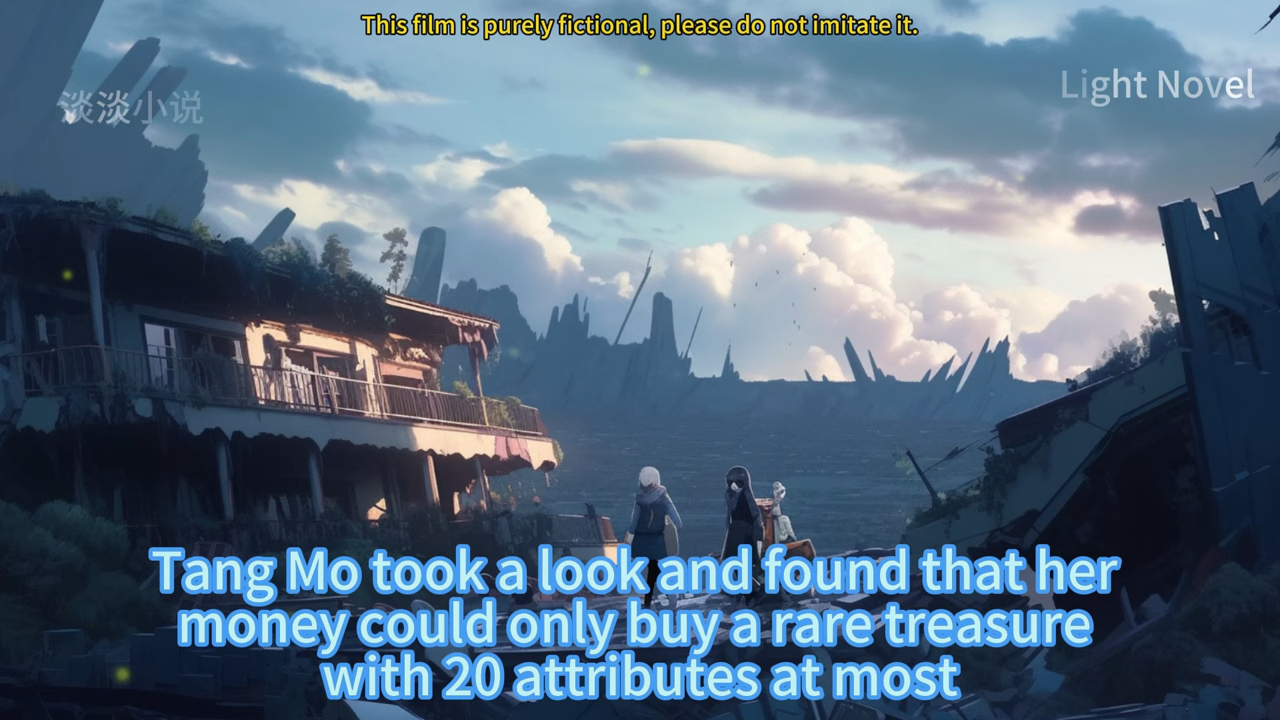 This film is purely fictional, please do not imitate it.
淡淡小说
Light Novel
Tang Mo took a look and found that her
money could only buy a rare treasure
with 20 attributes at most